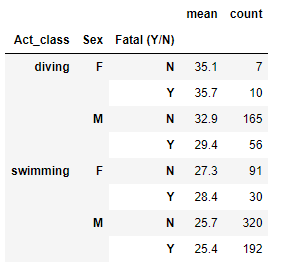 mean count
Act_class Sex Fatal (Y/N)
diving F N 35.1 7
Y 35.7 10
M N 32.9 165
Y 29.4 56
swimming F N 27.3 91
Y 28.4 30
M N 25.7 320
Y 25.4 192